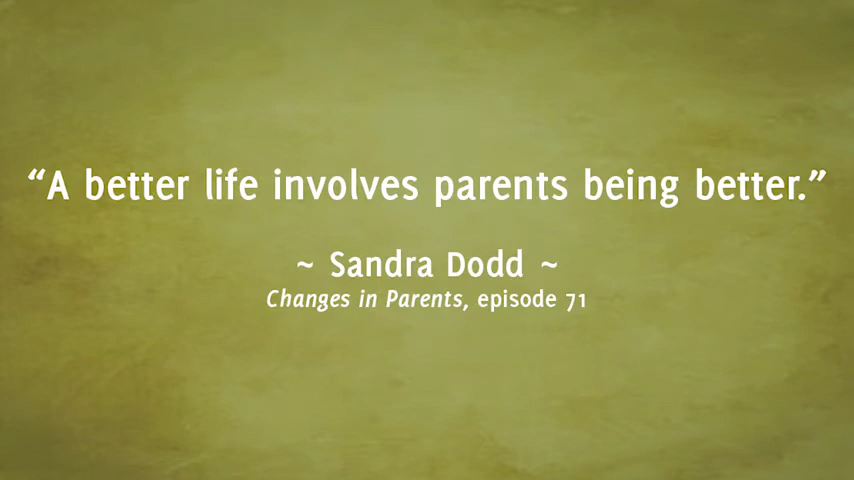 “A better life involves parents being better.”
~ Sandra Dodd ~
Changes in Parents, episode 71